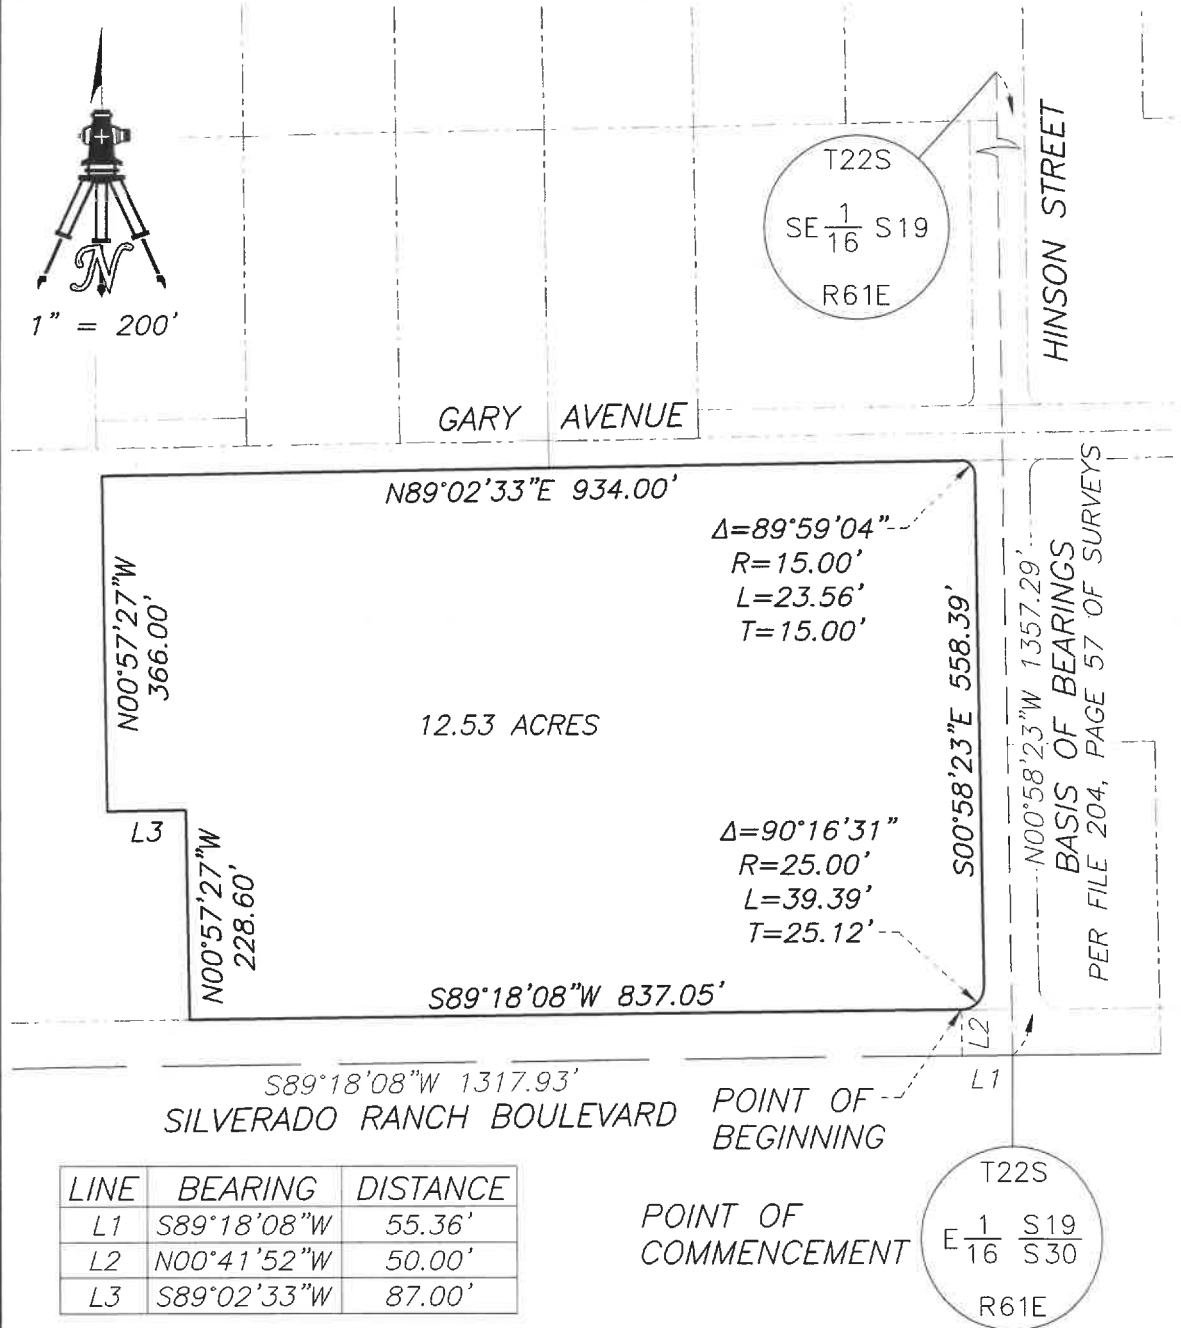 N
1" = 200'
T22S
SE 1/16 S19
R61E
HINSON STREET
GARY AVENUE
N89°02'33"E 934.00'
Δ=89°59'04"
R=15.00'
L=23.56'
T=15.00'
N00°57'27"W
366.00'
S00°58'23"E 558.39'
N00°58'23"W 1357.29'
BASIS OF BEARINGS
PER FILE 204, PAGE 57 OF SURVEYS
12.53 ACRES
L3
N00°57'27"W
228.60'
Δ=90°16'31"
R=25.00'
L=39.39'
T=25.12'
S89°18'08"W 837.05'
L2
L1
S89°18'08"W 1317.93'
SILVERADO RANCH BOULEVARD
POINT OF
BEGINNING
LINE BEARING DISTANCE
L1 S89°18'08"W 55.36'
L2 N00°41'52"W 50.00'
L3 S89°02'33"W 87.00'
POINT OF
COMMENCEMENT
T22S
E 1/16 S19/S30
R61E